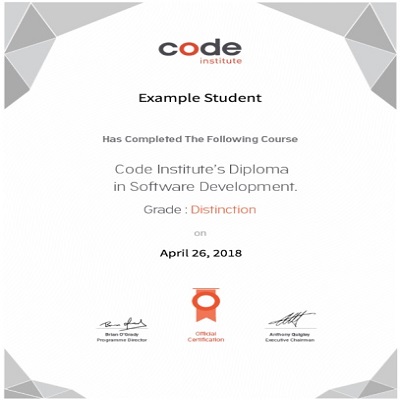 code
institute
Example Student
Has Completed The Following Course
Code Institute's Diploma
in Software Development.
Grade : Distinction
on
April 26, 2018
Brian O'Grady
Programme Director
Official
Certification
Anthony Quigley
Executive Chairman